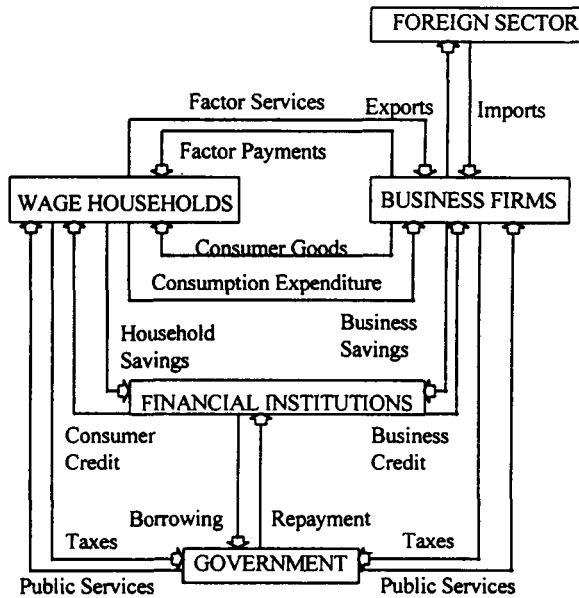 FOREIGN SECTOR
Factor Services
Exports
Imports
Factor Payments
WAGE HOUSEHOLDS
BUSINESS FIRMS
Consumer Goods
Consumption Expenditure
Household
Savings
Business
Savings
FINANCIAL INSTITUTIONS
Consumer
Credit
Business
Credit
Borrowing
Repayment
Taxes
Taxes
GOVERNMENT
Public Services
Public Services